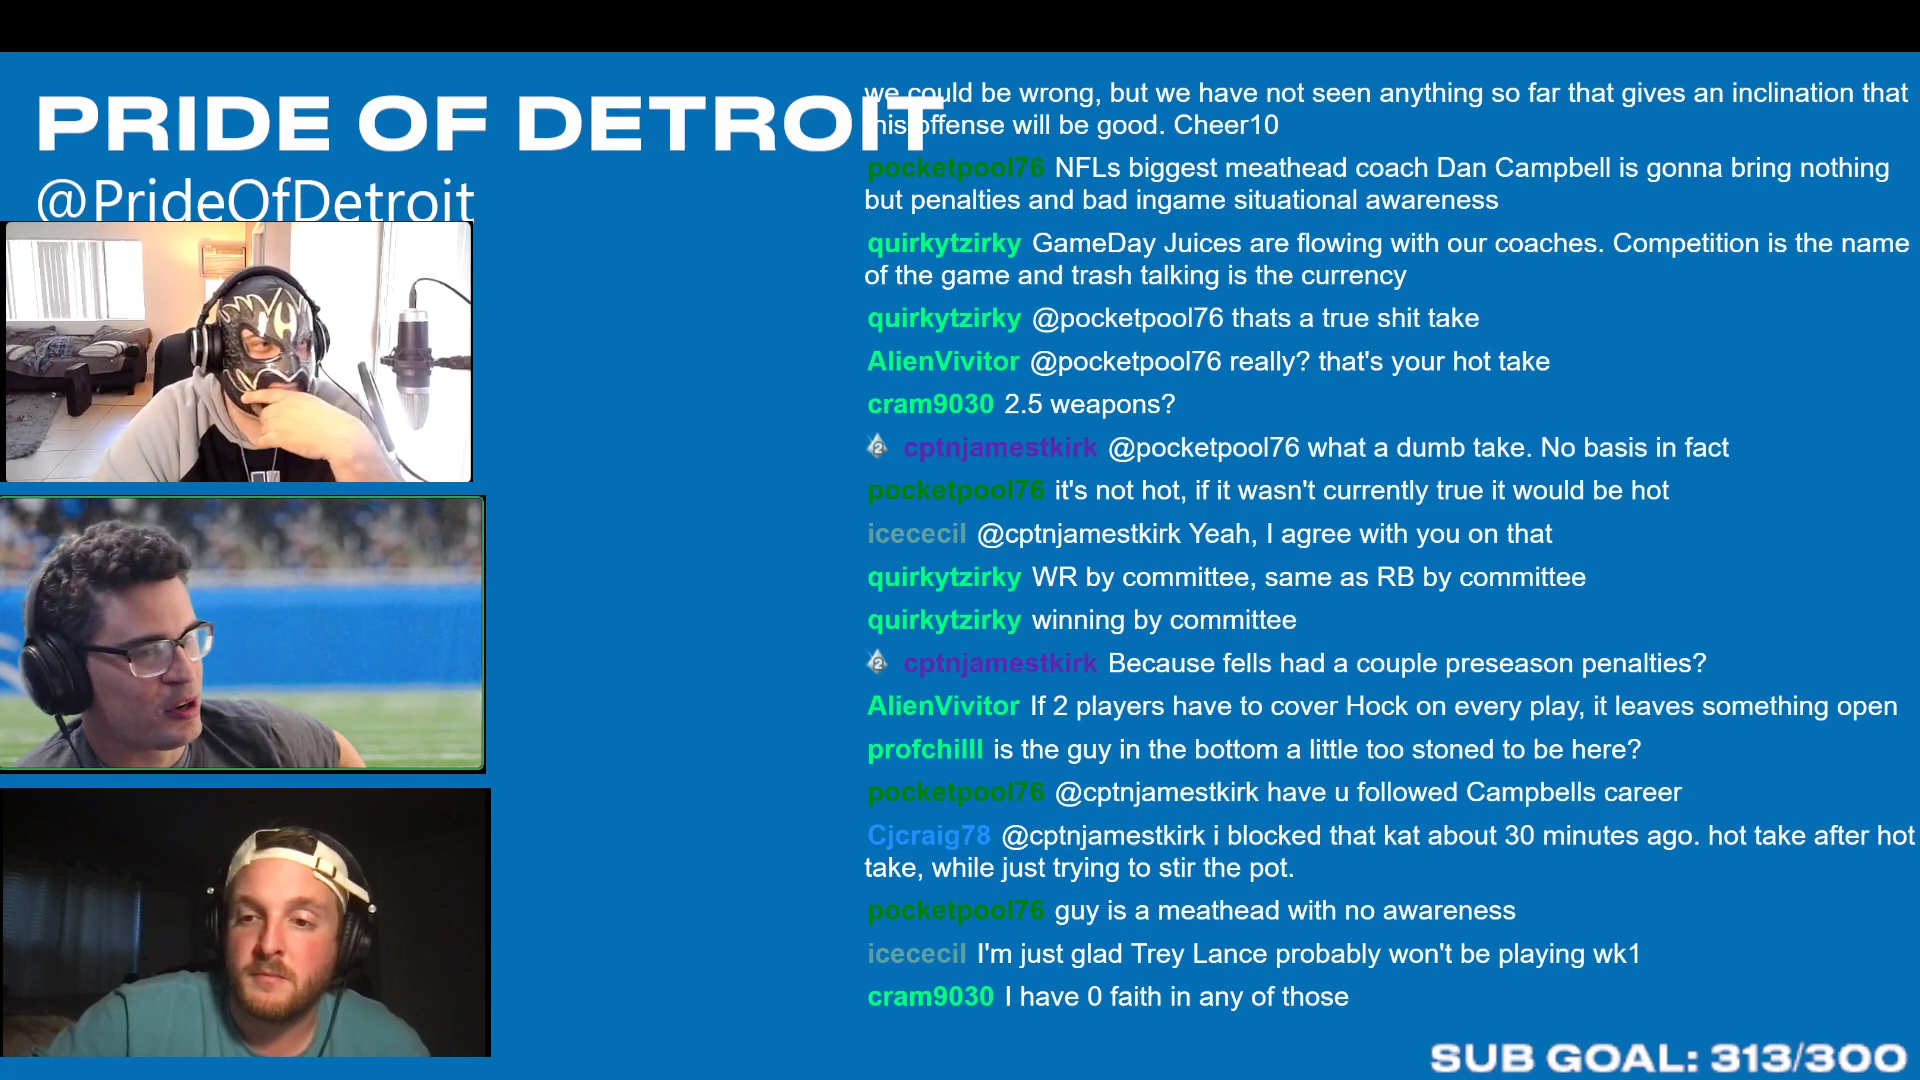 PRIDE OF DETROIT
@PrideOfDetroit
we could be wrong, but we have not seen anything so far that gives an inclination that
his offense will be good. Cheer10
pocketpool76 NFLs biggest meathead coach Dan Campbell is gonna bring nothing
but penalties and bad ingame situational awareness
quirkytzirky GameDay Juices are flowing with our coaches. Competition is the name
of the game and trash talking is the currency
quirkytzirky @pocketpool76 thats a true shit take
AlienVivitor @pocketpool76 really? that's your hot take
cram9030 2.5 weapons?
2 cptnjamestkirk @pocketpool76 what a dumb take. No basis in fact
pocketpool76 it's not hot, if it wasn't currently true it would be hot
icececil @cptnjamestkirk Yeah, I agree with you on that
quirkytzirky WR by committee, same as RB by committee
quirkytzirky winning by committee
2 cptnjamestkirk Because fells had a couple preseason penalties?
AlienVivitor If 2 players have to cover Hock on every play, it leaves something open
profchilll is the guy in the bottom a little too stoned to be here?
pocketpool76 @cptnjamestkirk have u followed Campbells career
Cjcraig78 @cptnjamestkirk i blocked that kat about 30 minutes ago. hot take after hot
take, while just trying to stir the pot.
pocketpool76 guy is a meathead with no awareness
icececil I'm just glad Trey Lance probably won't be playing wk1
cram9030 I have 0 faith in any of those
SUB GOAL: 313/300